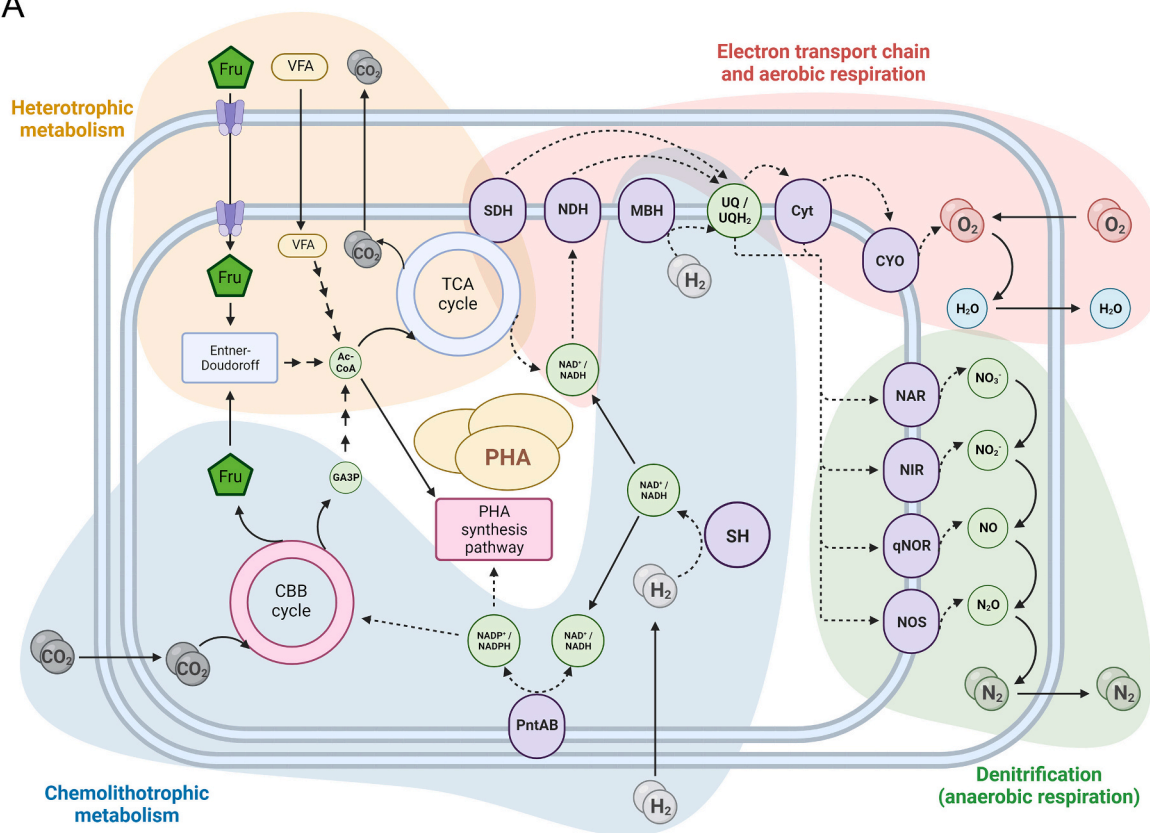 A
Electron transport chain
and aerobic respiration
Heterotrophic
metabolism
Fru
VFA
CO₂
SDH
NDH
MBH
UQ /
UQH₂
Cyt
CYO
O₂
O₂
VFA
CO₂
Fru
TCA
cycle
H₂
H₂O
H₂O
Entner-
Doudoroff
Ac-
CoA
NAD⁺ /
NADH
NAR
NO₃⁻
PHA
NIR
NO₂⁻
Fru
GA3P
NAD⁺ /
NADH
PHA
synthesis
pathway
SH
qNOR
NO
H₂
CBB
cycle
NOS
N₂O
NADP⁺ /
NADPH
NAD⁺ /
NADH
CO₂
CO₂
N₂
N₂
PntAB
H₂
Chemolithotrophic
metabolism
Denitrification
(anaerobic respiration)